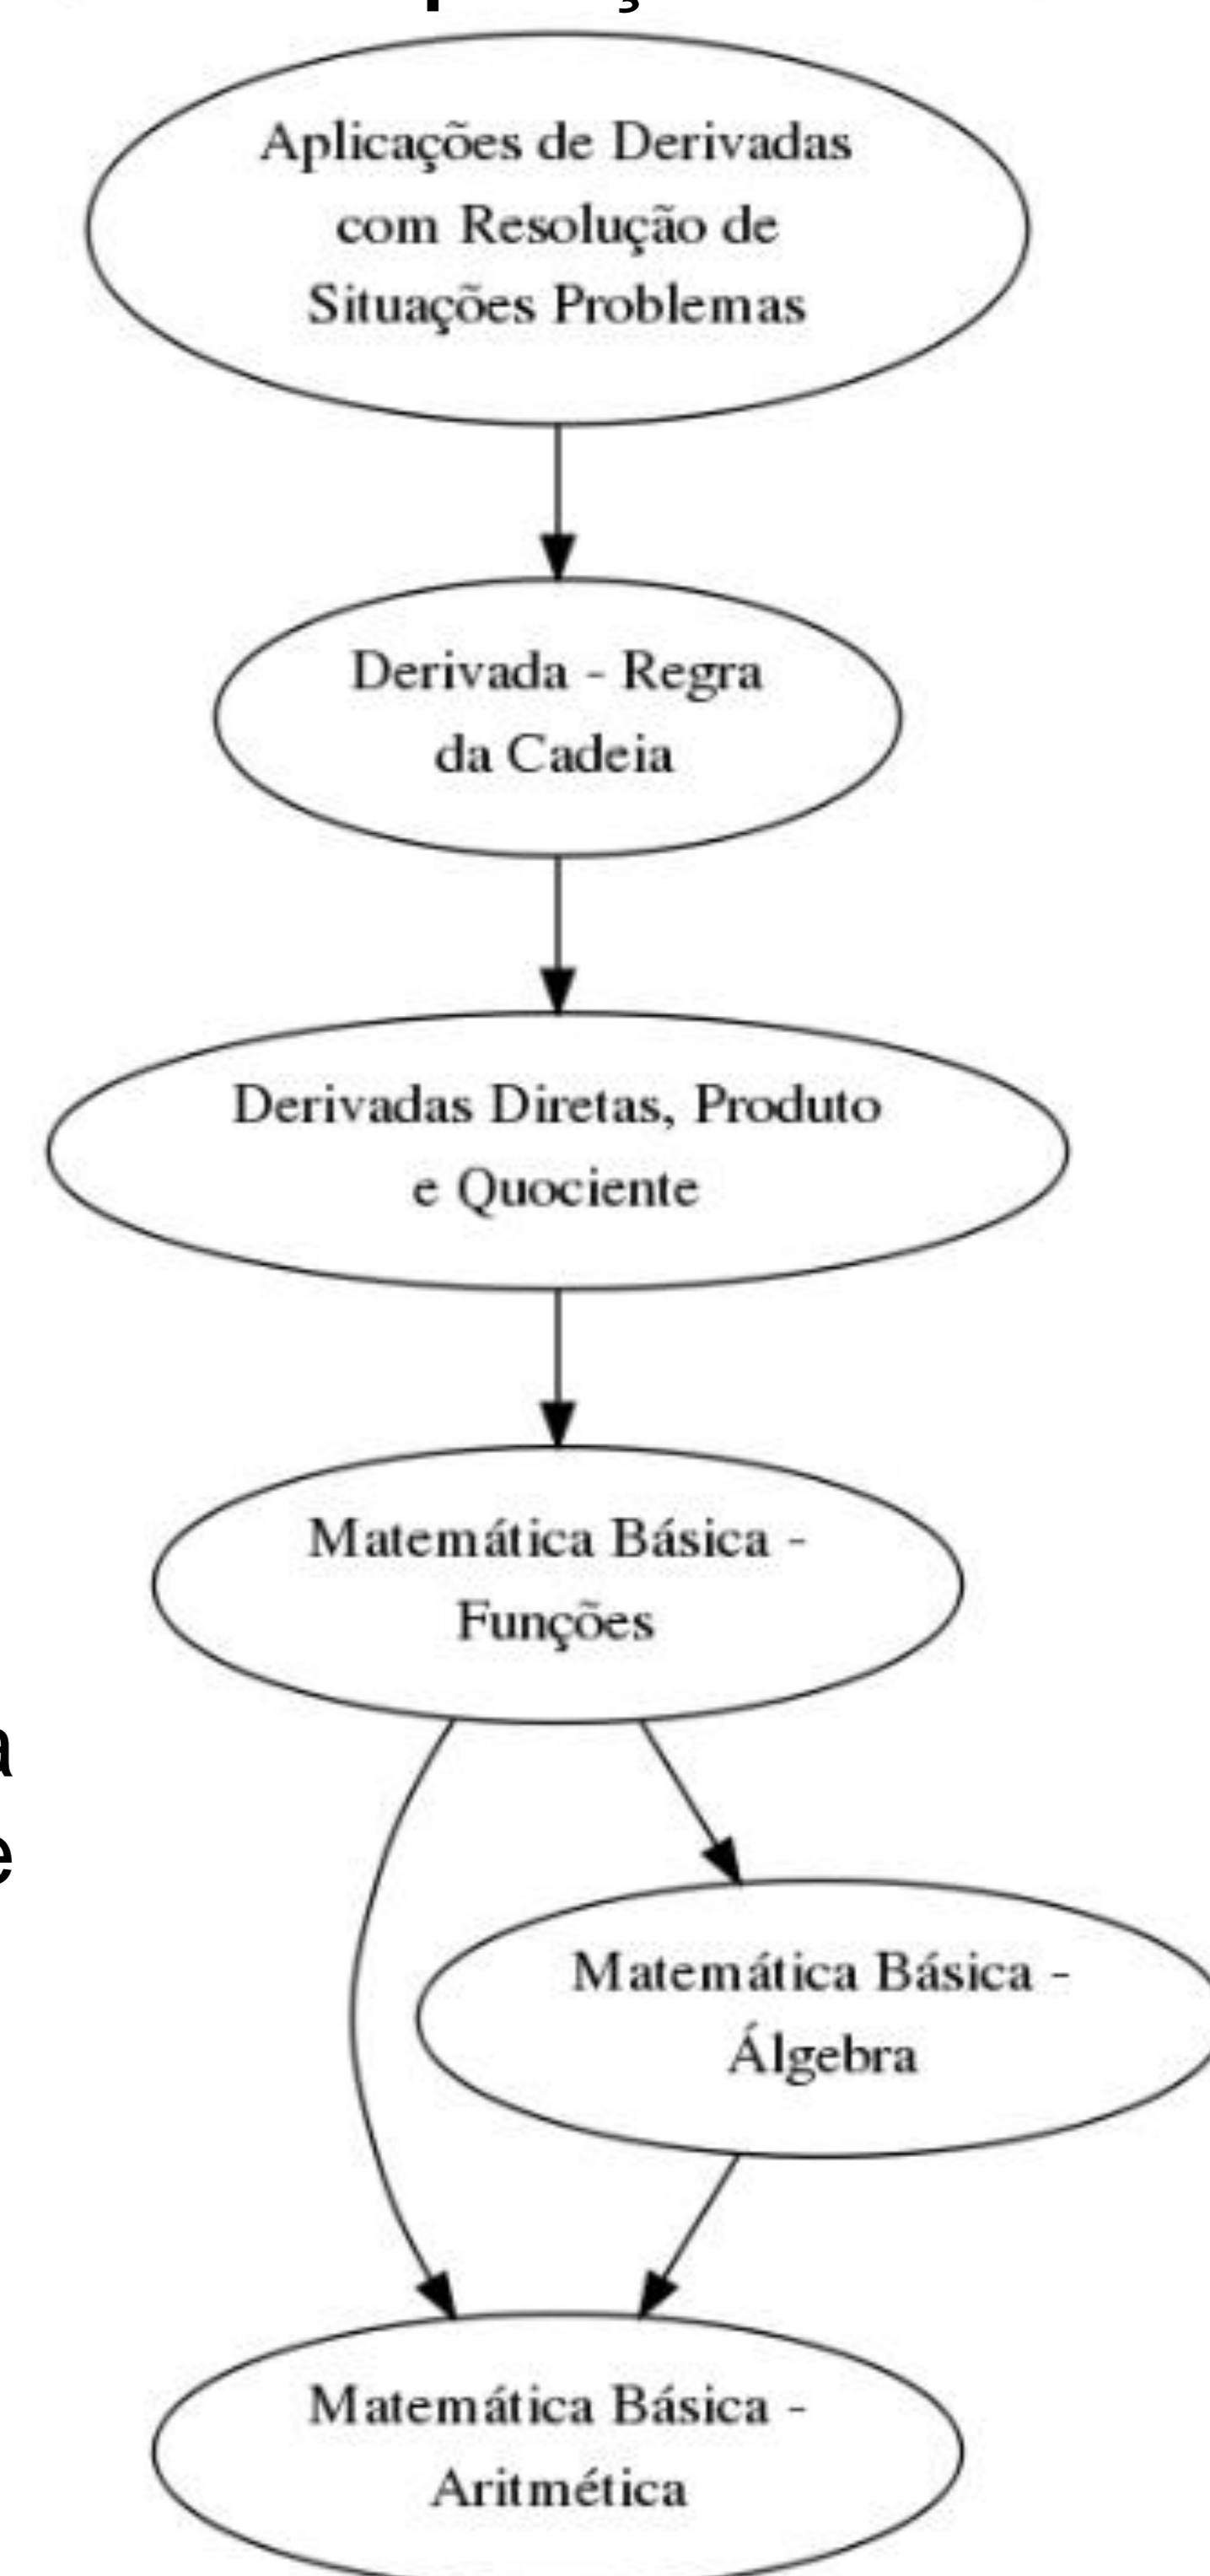 Aplicações de Derivadas
com Resolução de
Situações Problemas
Derivada - Regra
da Cadeia
Derivadas Diretas, Produto
e Quociente
Matemática Básica -
Funções
a
e
Matemática Básica -
Álgebra
Matemática Básica -
Aritmética